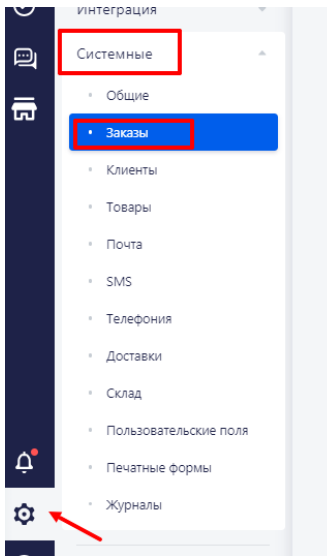 Интеграция
Системные
Общие
Заказы
Клиенты
Товары
Почта
SMS
Телефония
Доставки
Склад
Пользовательские поля
Печатные формы
Журналы